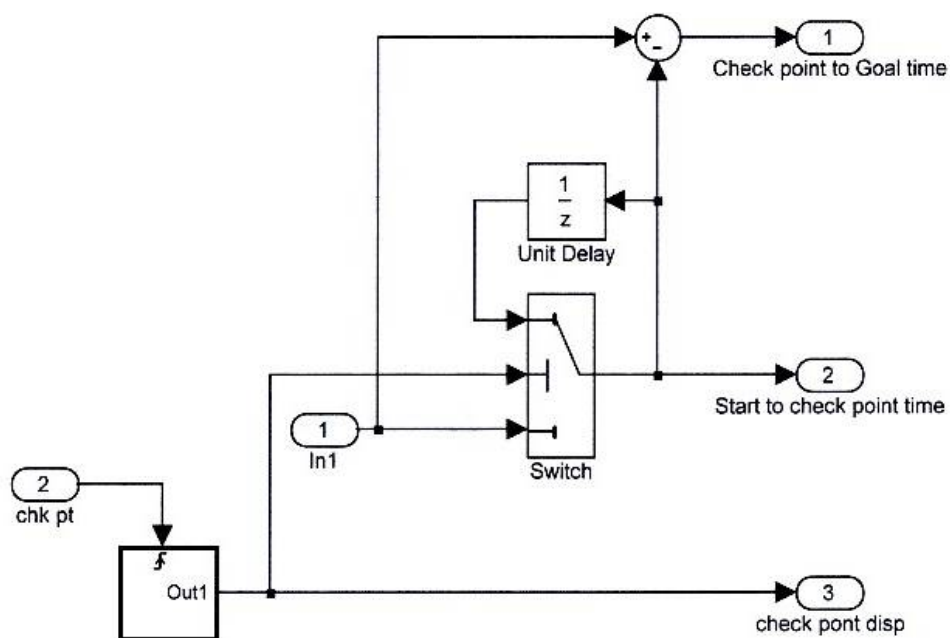 +
−
1
Check point to Goal time
1
z
Unit Delay
2
Start to check point time
1
In1
Switch
2
chk pt
Out1
3
check pont disp